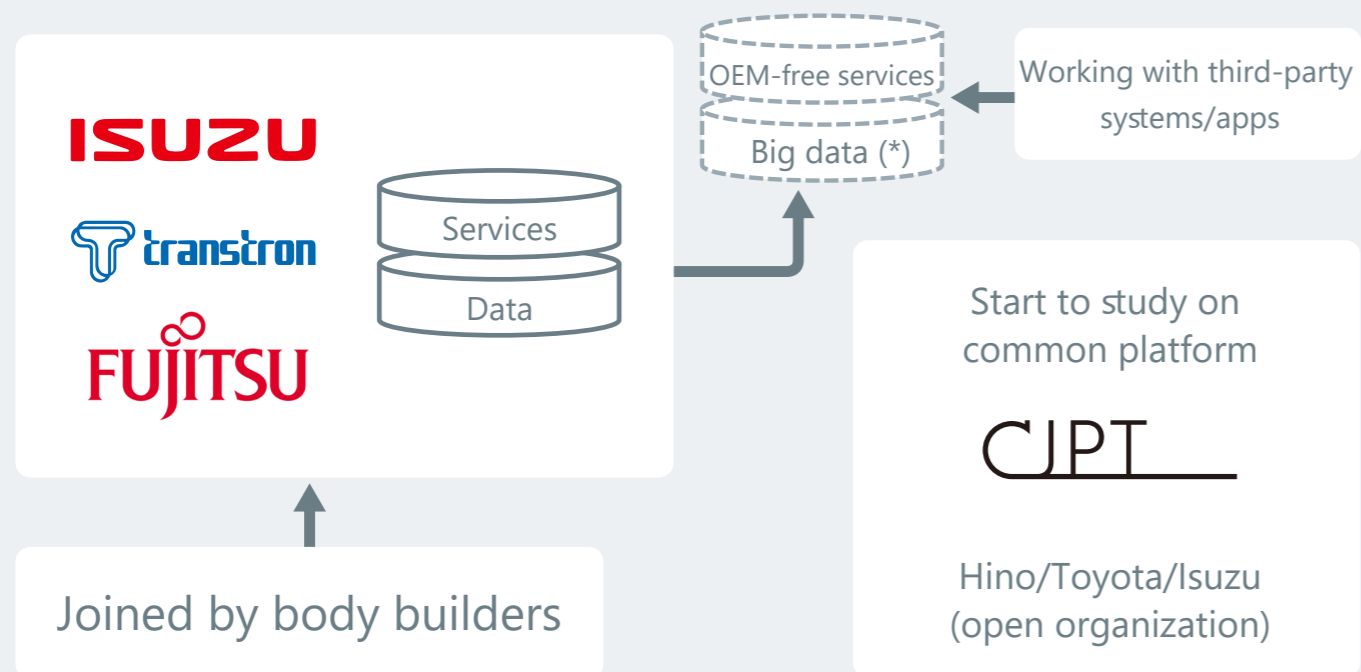 ISUZU
transtron
FUJITSU
Services
Data
OEM-free services
Big data (*)
Working with third-party
systems/apps
Joined by body builders
Start to study on
common platform
CJPT
Hino/Toyota/Isuzu
(open organization)